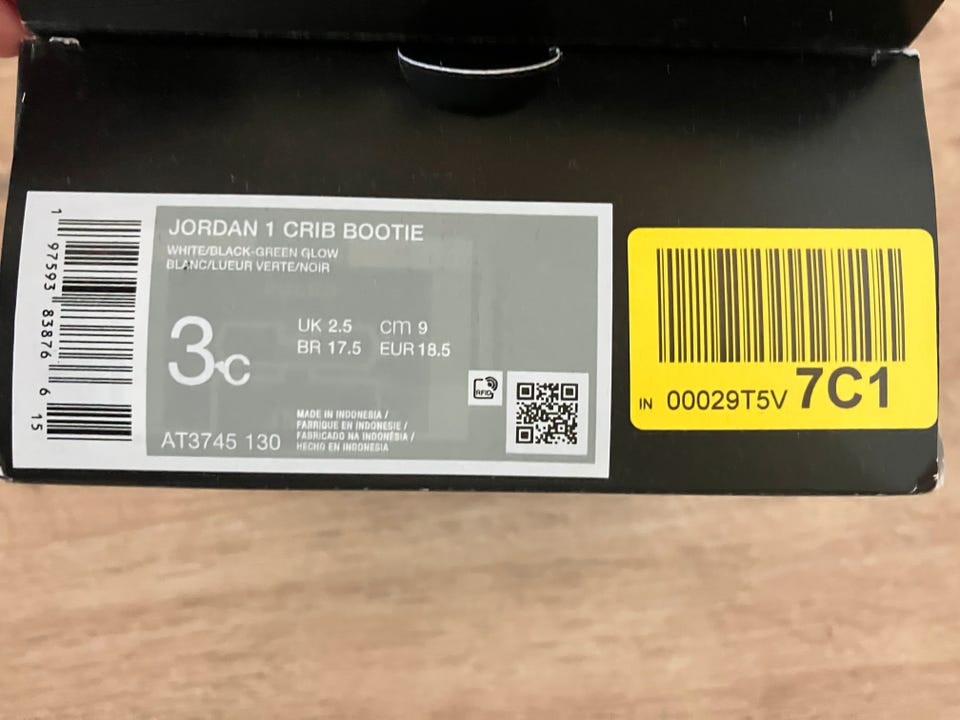 JORDAN 1 CRIB BOOTIE
WHITE/BLACK-GREEN GLOW
BLANC/LUEUR VERTE/NOIR
3C
UK 2.5 cm 9
BR 17.5 EUR 18.5
RFID
MADE IN INDONESIA /
FABRIQUE EN INDONESIE /
FABRICADO NA INDONÉSIA /
HECHO EN INDONESIA
AT3745 130
1 97593 83876 6 15
IN 00029T5V 7C1